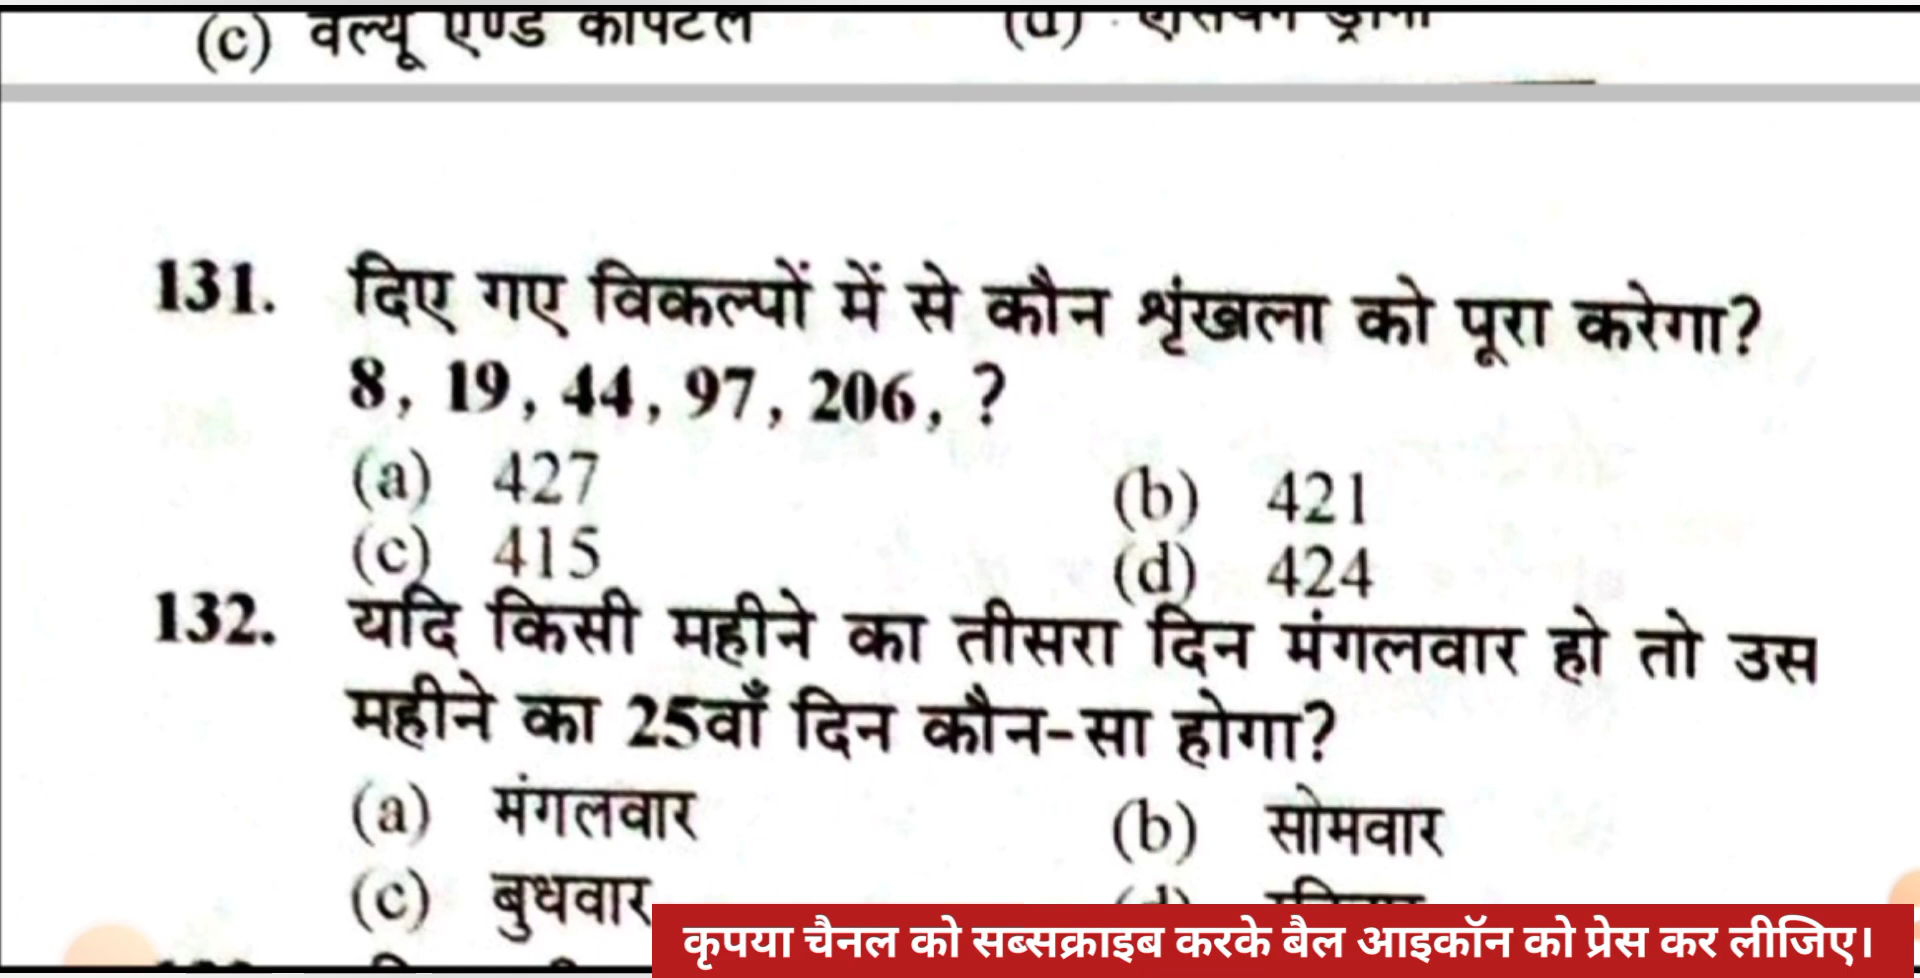 (c) वैल्यू एण्ड कैपिटल
131. दिए गए विकल्पों में से कौन शृंखला को पूरा करेगा?
8, 19, 44, 97, 206, ?
(a) 427 (b) 421
(c) 415 (d) 424
132. यदि किसी महीने का तीसरा दिन मंगलवार हो तो उस
महीने का 25वाँ दिन कौन-सा होगा?
(a) मंगलवार (b) सोमवार
(c) बुधवार
कृपया चैनल को सब्सक्राइब करके बैल आइकॉन को प्रेस कर लीजिए।